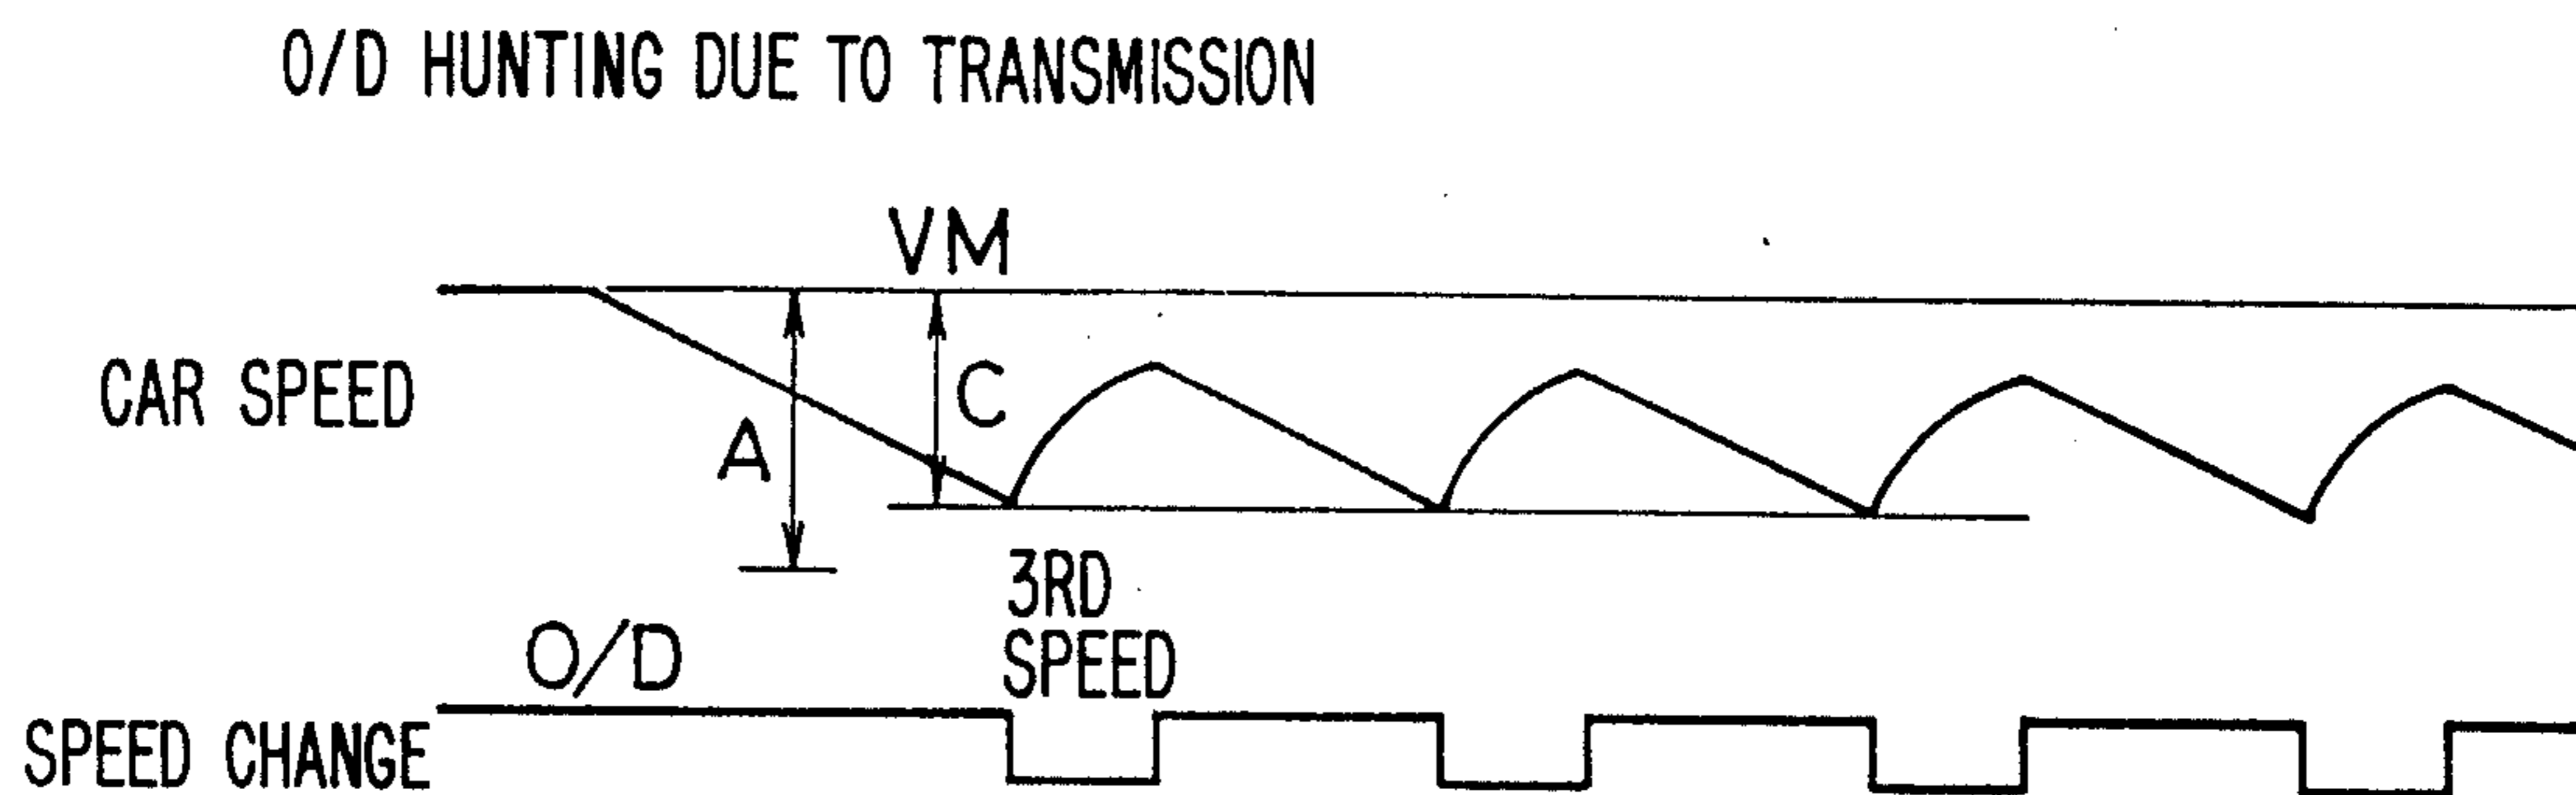 O/D HUNTING DUE TO TRANSMISSION
VM
CAR SPEED
A
C
3RD
SPEED
O/D
SPEED CHANGE